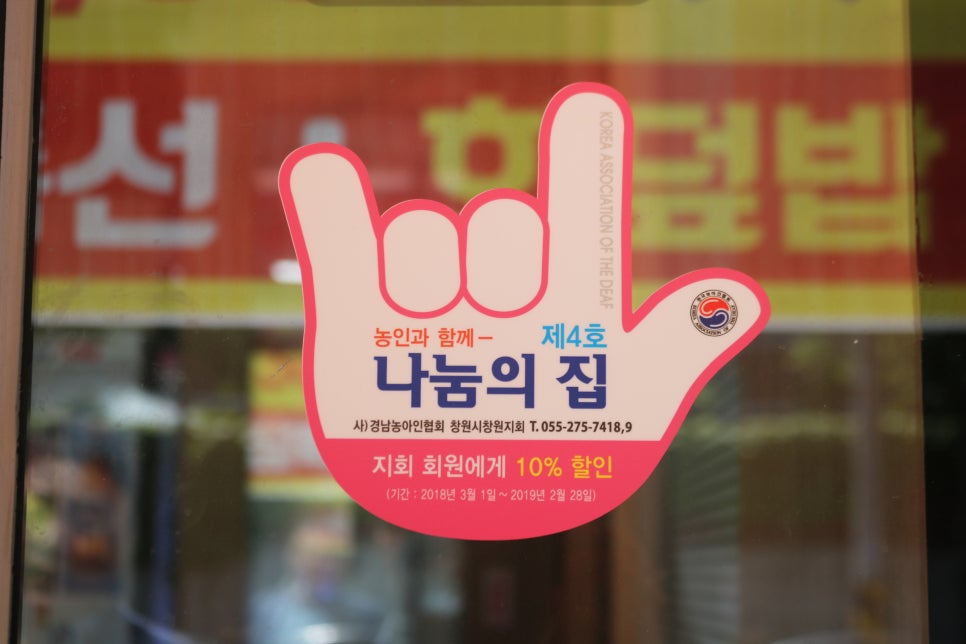 선 덮밥
KOREA ASSOCIATION OF THE DEAF
농인과 함께-
제4호
나눔의 집
사)경남농아인협회 창원시창원지회 T. 055-275-7418,9
지회 회원에게 10% 할인
(기간 : 2018년 3월 1일 ~ 2019년 2월 28일)